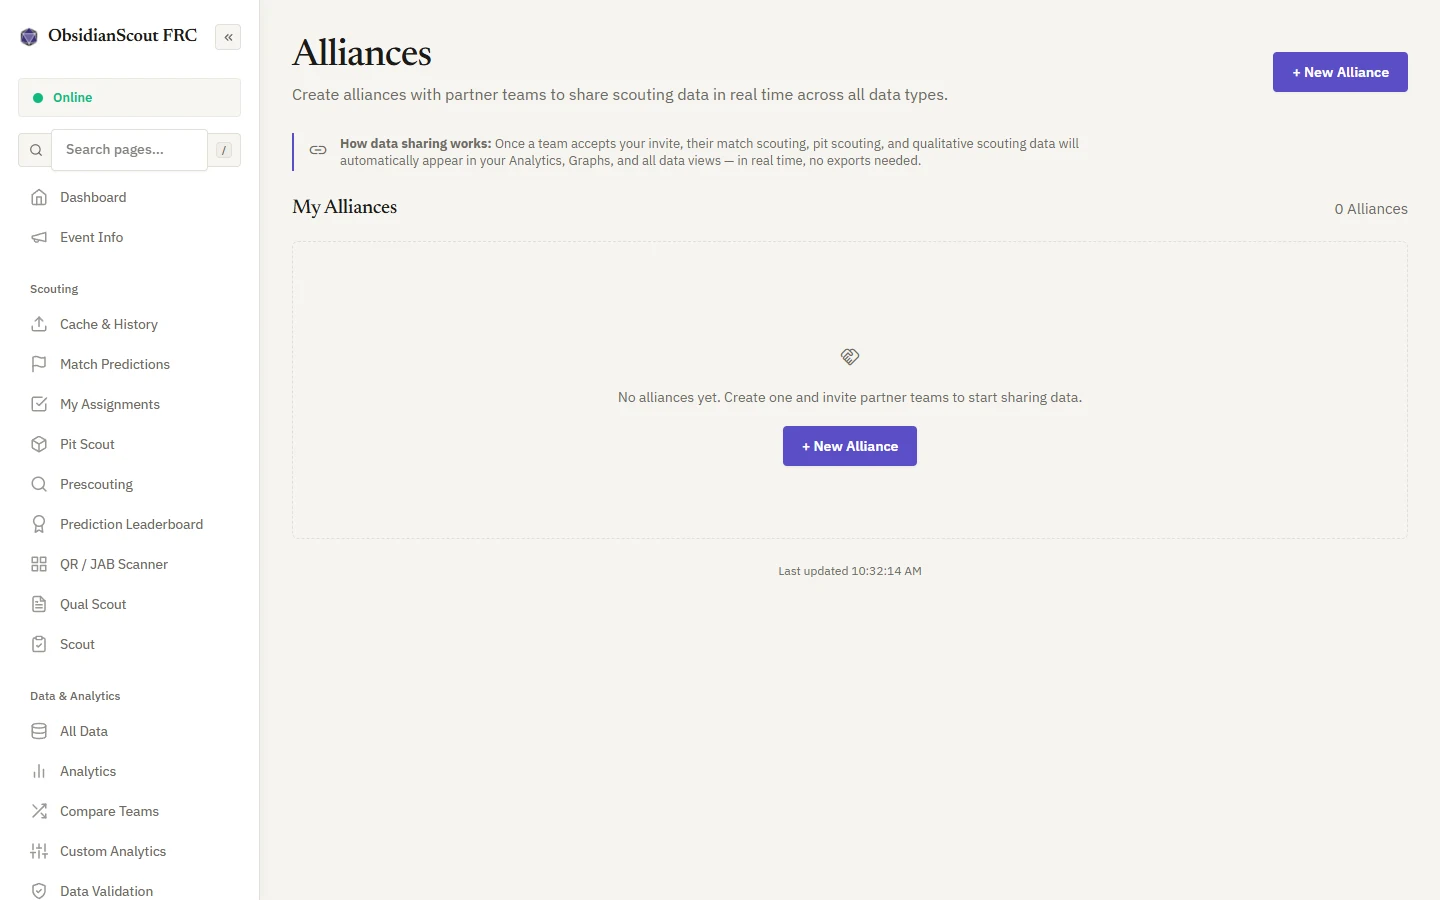 ObsidianScout FRC
«
Online
Search pages...
/
Dashboard
Event Info
Scouting
Cache & History
Match Predictions
My Assignments
Pit Scout
Prescouting
Prediction Leaderboard
QR / JAB Scanner
Qual Scout
Scout
Data & Analytics
All Data
Analytics
Compare Teams
Custom Analytics
Data Validation
Alliances
Create alliances with partner teams to share scouting data in real time across all data types.
+ New Alliance
How data sharing works: Once a team accepts your invite, their match scouting, pit scouting, and qualitative scouting data will
automatically appear in your Analytics, Graphs, and all data views — in real time, no exports needed.
My Alliances
0 Alliances
No alliances yet. Create one and invite partner teams to start sharing data.
+ New Alliance
Last updated 10:32:14 AM